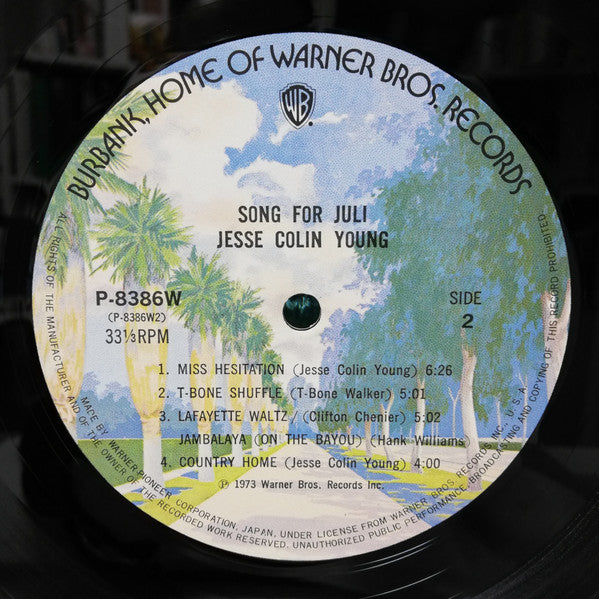 BURBANK, HOME OF WARNER BROS. RECORDS
WB
SONG FOR JULI
JESSE COLIN YOUNG
P-8386W
(P-8386W2)
33⅓RPM
SIDE
2
1. MISS HESITATION (Jesse Colin Young) 6:26
2. T-BONE SHUFFLE (T-Bone Walker) 5:01
3. LAFAYETTE WALTZ/ (Clifton Chenier) 5:02
JAMBALAYA (ON THE BAYOU) (Hank Williams)
4. COUNTRY HOME (Jesse Colin Young) 4:00
Ⓟ 1973 Warner Bros. Records Inc.
MADE BY WARNER-PIONEER CORPORATION, JAPAN, UNDER LICENSE FROM WARNER BROS. RECORDS INC., U.S.A.
ALL RIGHTS OF THE MANUFACTURER AND OF THE OWNER OF THE RECORDED WORK RESERVED. UNAUTHORIZED PUBLIC PERFORMANCE, BROADCASTING AND COPYING OF THIS RECORD PROHIBITED.